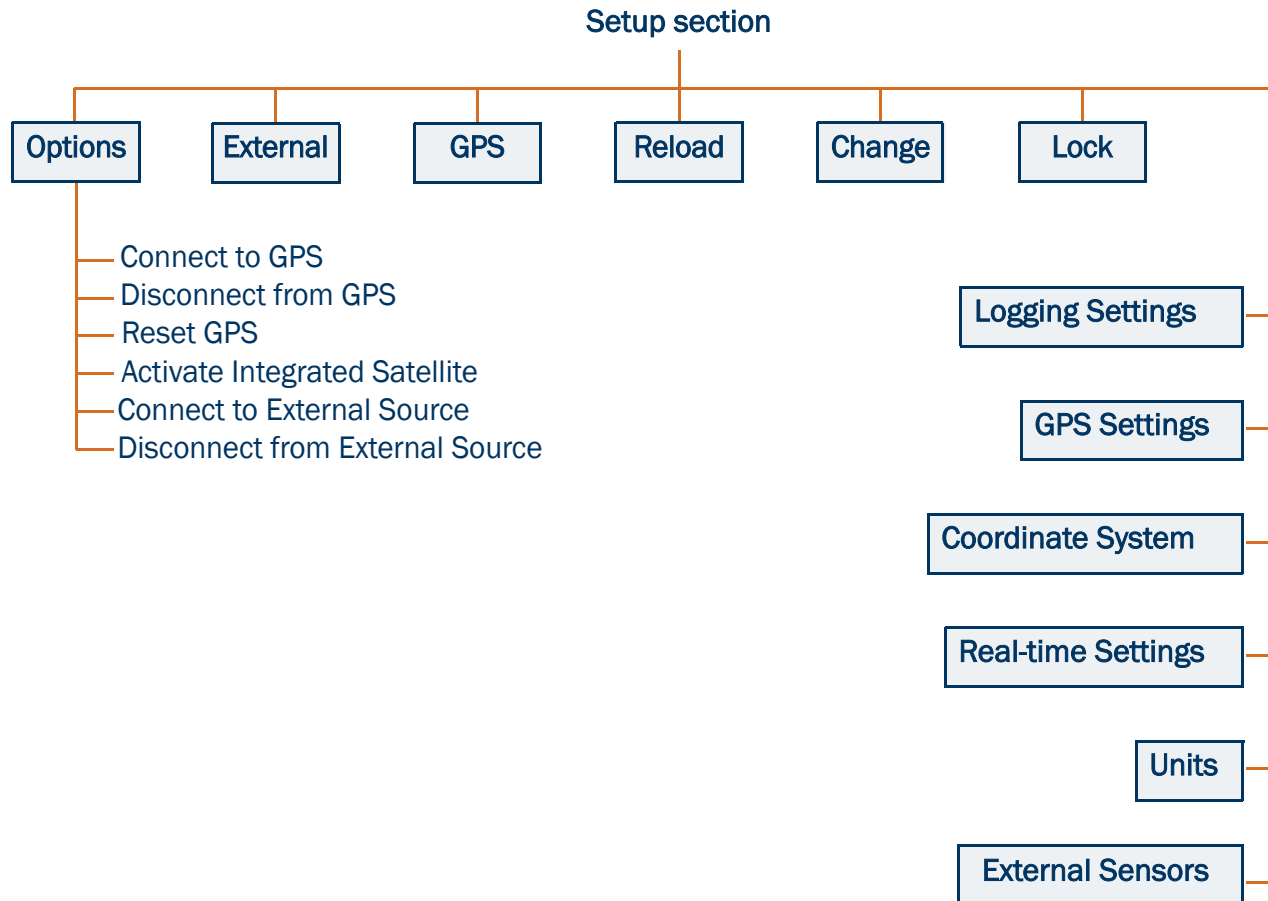 Setup section
Options
External
GPS
Reload
Change
Lock
Connect to GPS
Disconnect from GPS
Reset GPS
Activate Integrated Satellite
Connect to External Source
Disconnect from External Source
Logging Settings
GPS Settings
Coordinate System
Real-time Settings
Units
External Sensors